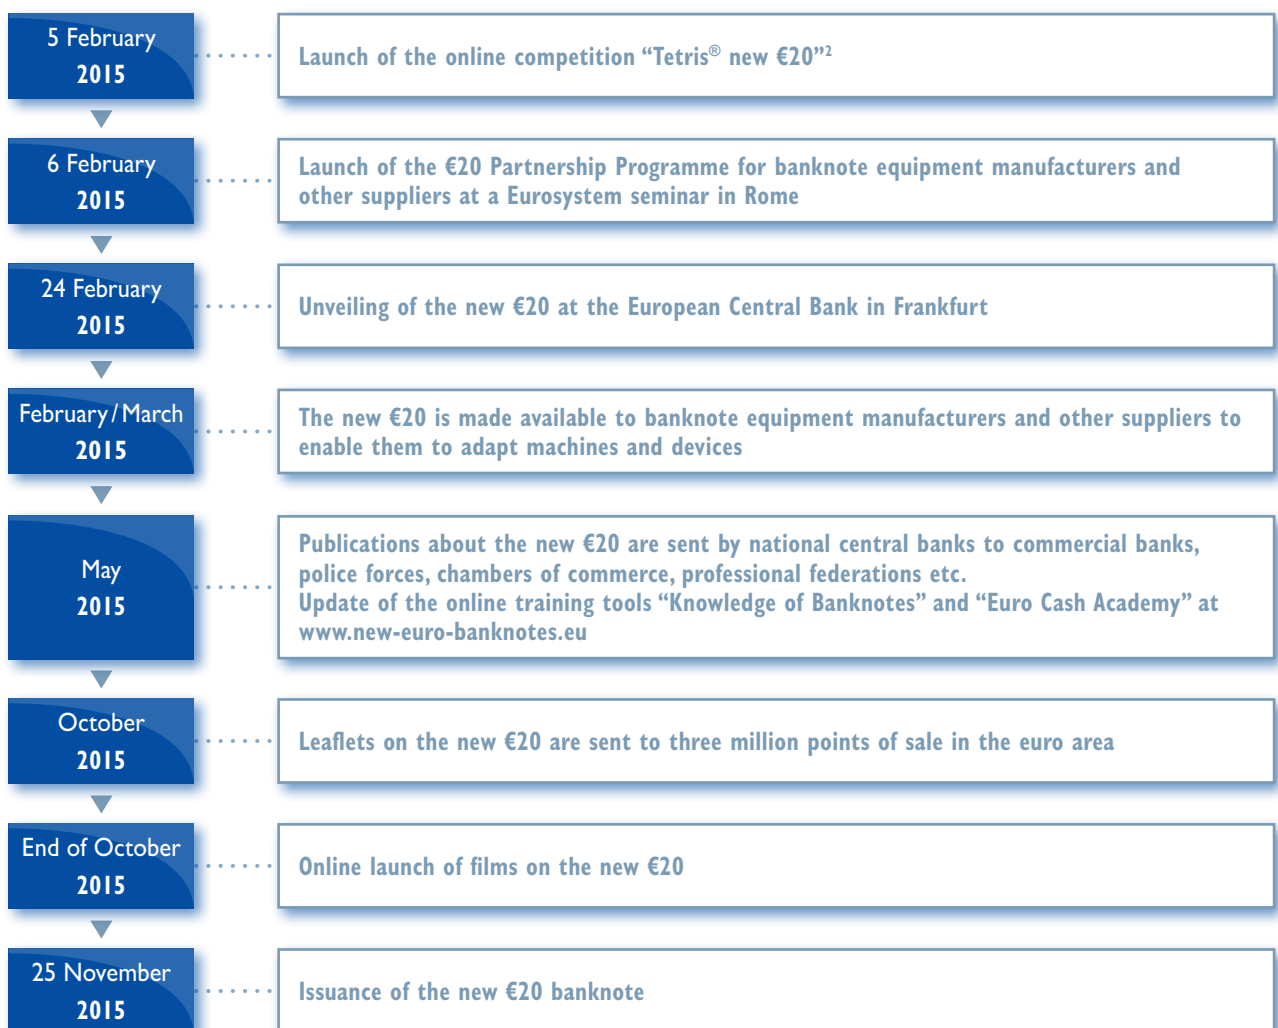 5 February
2015
Launch of the online competition “Tetris® new €20”²
6 February
2015
Launch of the €20 Partnership Programme for banknote equipment manufacturers and
other suppliers at a Eurosystem seminar in Rome
24 February
2015
Unveiling of the new €20 at the European Central Bank in Frankfurt
February/March
2015
The new €20 is made available to banknote equipment manufacturers and other suppliers to
enable them to adapt machines and devices
May
2015
Publications about the new €20 are sent by national central banks to commercial banks,
police forces, chambers of commerce, professional federations etc.
Update of the online training tools “Knowledge of Banknotes” and “Euro Cash Academy” at
www.new-euro-banknotes.eu
October
2015
Leaflets on the new €20 are sent to three million points of sale in the euro area
End of October
2015
Online launch of films on the new €20
25 November
2015
Issuance of the new €20 banknote